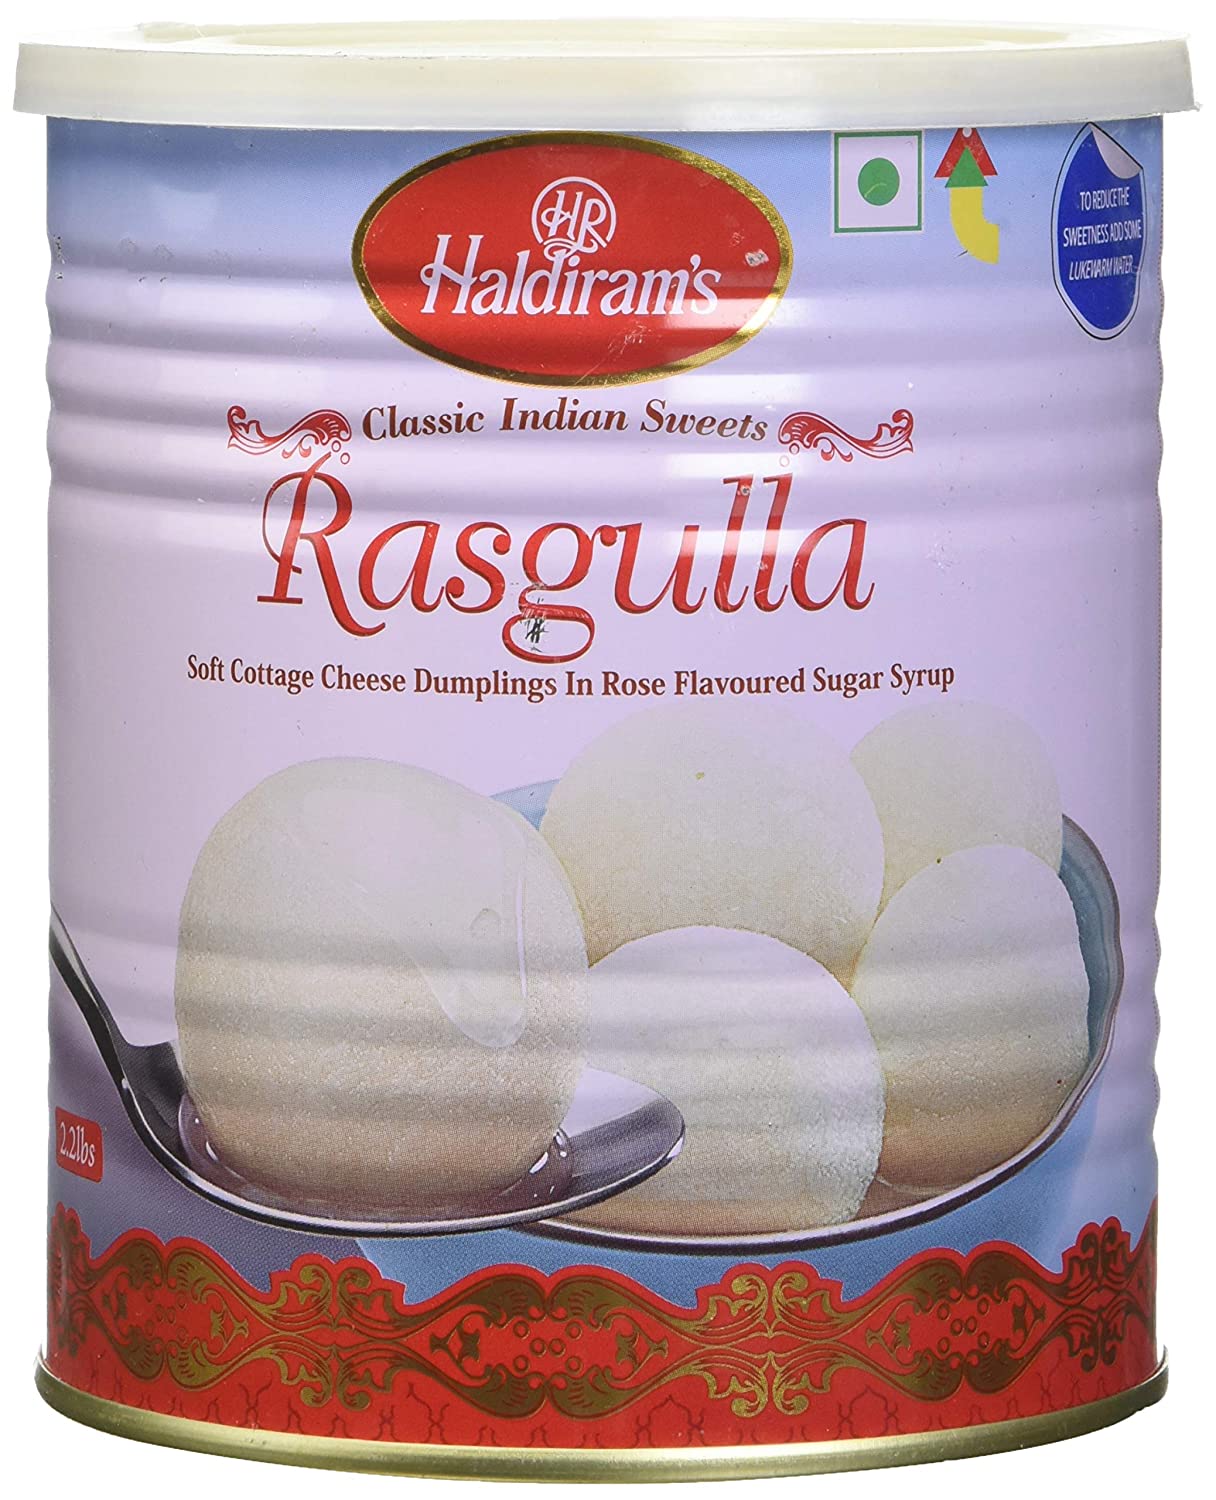 HR
Haldiram's
TO REDUCE THE
SWEETNESS ADD SOME
LUKEWARM WATER
Classic Indian Sweets
Rasgulla
Soft Cottage Cheese Dumplings In Rose Flavoured Sugar Syrup
2.2lbs